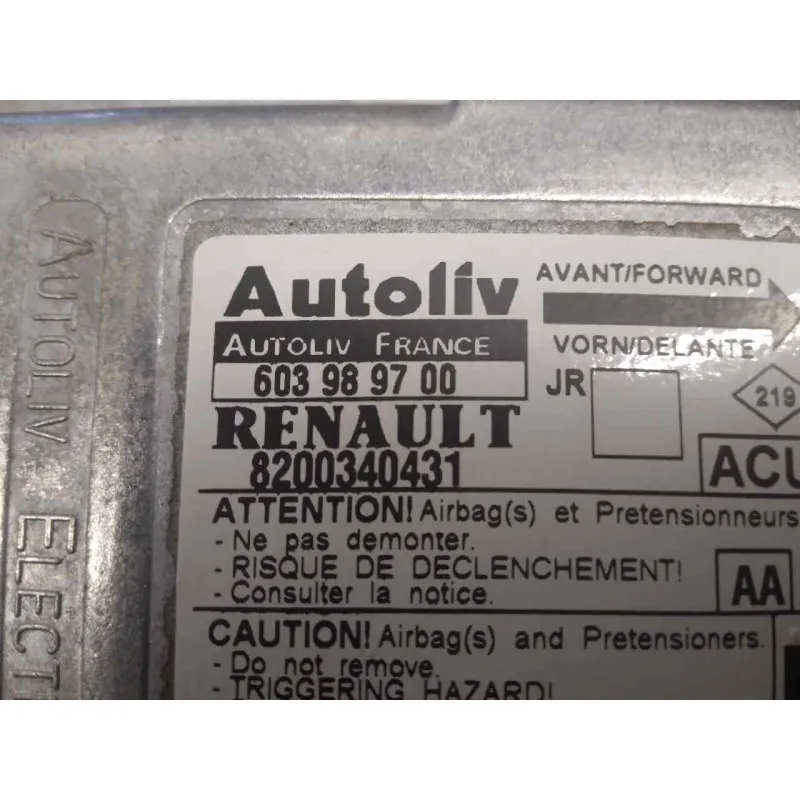 AUTOLIV
Autoliv
AUTOLIV FRANCE
603 98 97 00
RENAULT
8200340431
AVANT/FORWARD
VORN/DELANTE
JR
219
ACU
ATTENTION! Airbag(s) et Pretensionneurs
- Ne pas demonter.
- RISQUE DE DECLENCHEMENT!
- Consulter la notice.
AA
CAUTION! Airbag(s) and Pretensioners.
- Do not remove.
- TRIGGERING HAZARD!